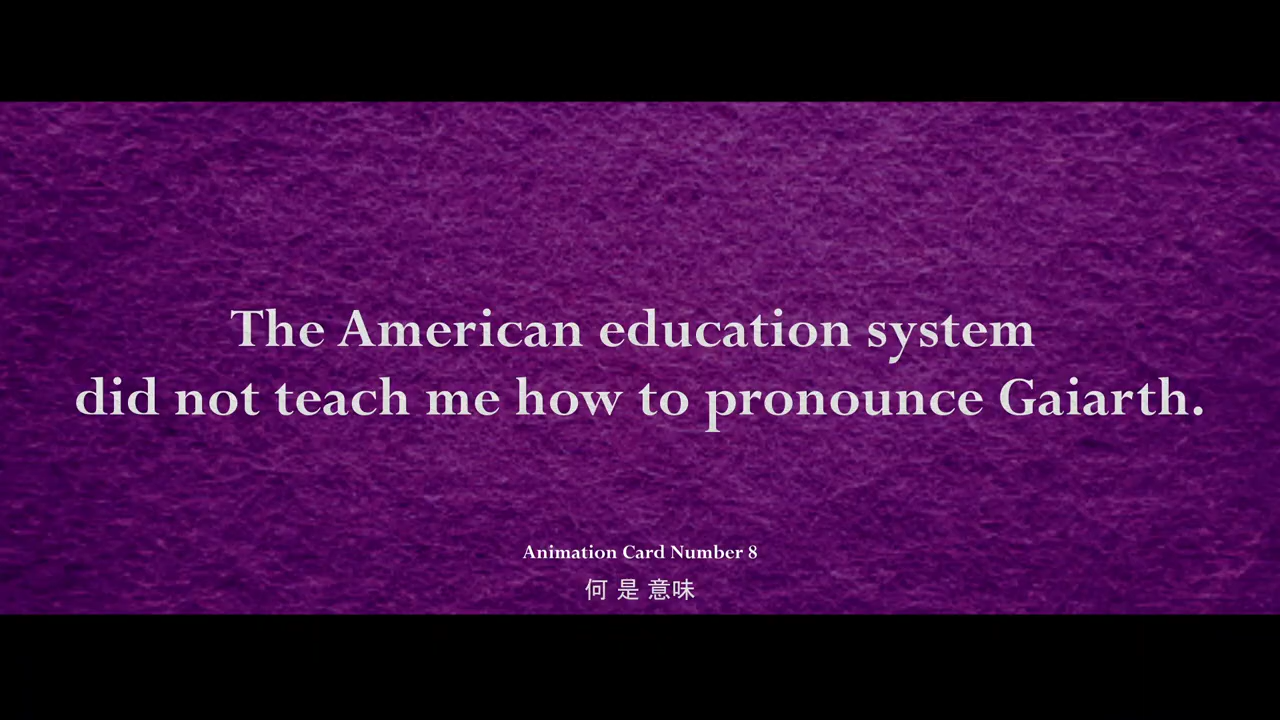 The American education system
did not teach me how to pronounce Gaiarth.
Animation Card Number 8
何 是 意味